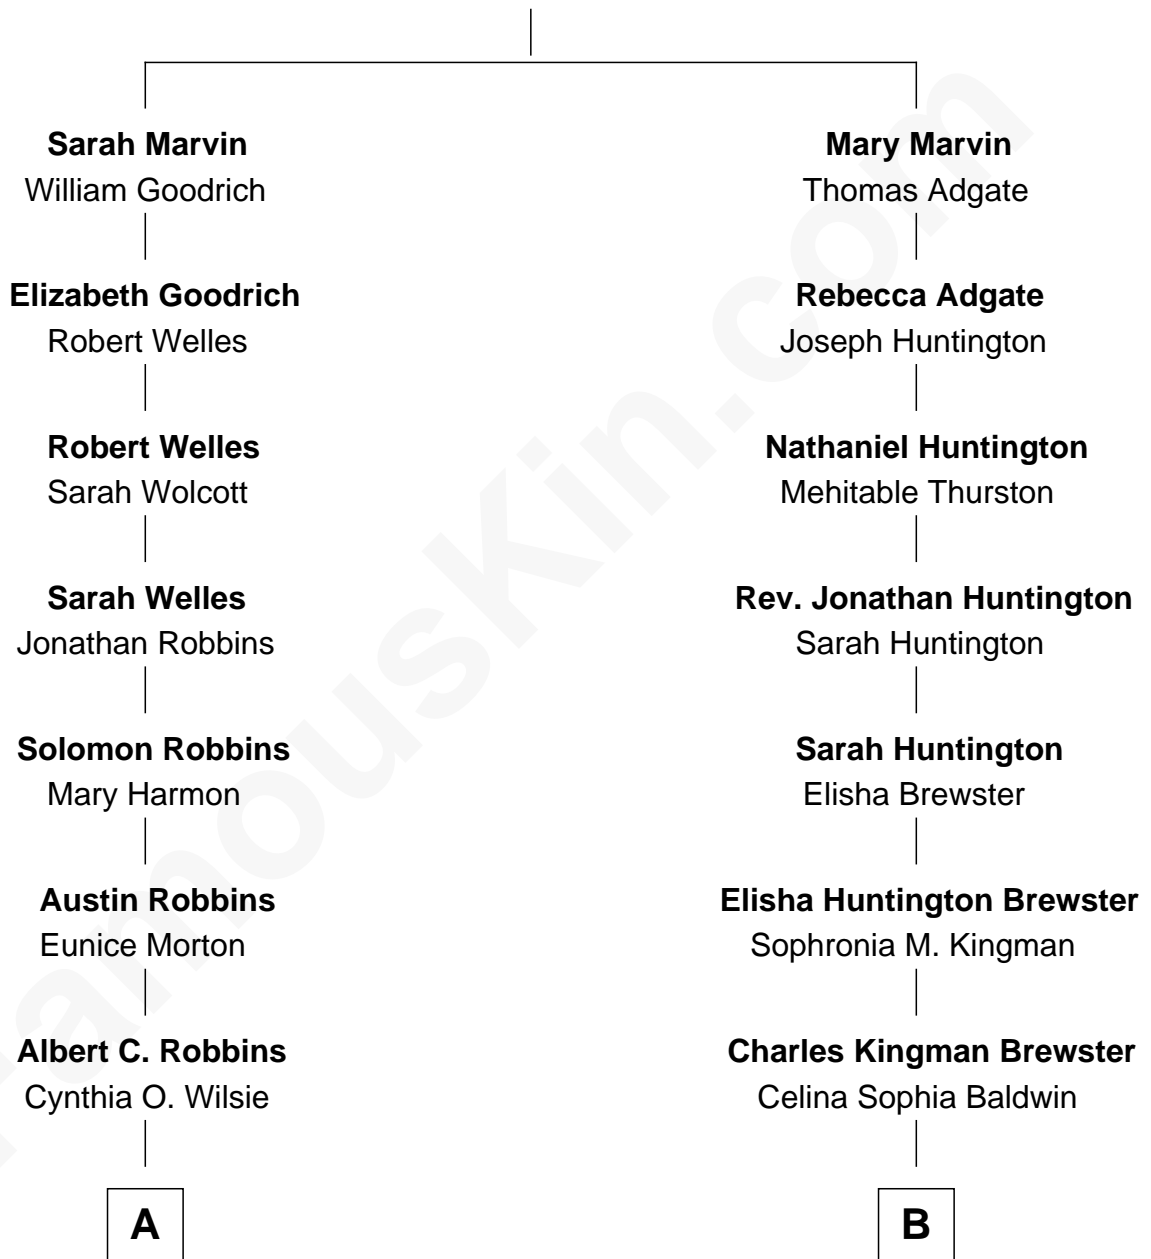 Sarah Marvin
William Goodrich
Elizabeth Goodrich
Robert Welles
Robert Welles
Sarah Wolcott
Sarah Welles
Jonathan Robbins
Solomon Robbins
Mary Harmon
Austin Robbins
Eunice Morton
Albert C. Robbins
Cynthia O. Wilsie
A
Mary Marvin
Thomas Adgate
Rebecca Adgate
Joseph Huntington
Nathaniel Huntington
Mehitable Thurston
Rev. Jonathan Huntington
Sarah Huntington
Sarah Huntington
Elisha Brewster
Elisha Huntington Brewster
Sophronia M. Kingman
Charles Kingman Brewster
Celina Sophia Baldwin
B
FamousKin.com